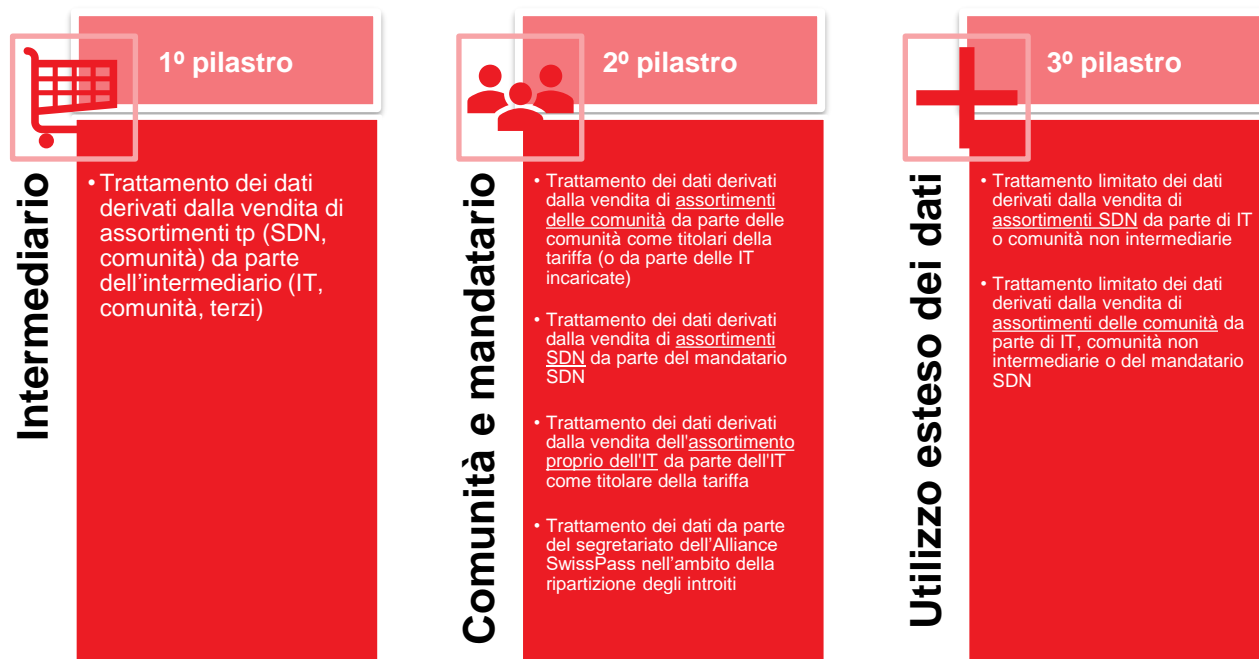 1º pilastro
Intermediario
• Trattamento dei dati
derivati dalla vendita di
assortimenti tp (SDN,
comunità) da parte
dell'intermediario (IT,
comunità, terzi)
2º pilastro
Comunità e mandatario
• Trattamento dei dati derivati
dalla vendita di assortimenti
delle comunità da parte delle
comunità come titolari della
tariffa (o da parte delle IT
incaricate)
• Trattamento dei dati derivati
dalla vendita di assortimenti
SDN da parte del mandatario
SDN
• Trattamento dei dati derivati
dalla vendita dell'assortimento
proprio dell'IT da parte dell'IT
come titolare della tariffa
• Trattamento dei dati da parte
del segretariato dell'Alliance
SwissPass nell'ambito della
ripartizione degli introiti
3º pilastro
Utilizzo esteso dei dati
• Trattamento limitato dei dati
derivati dalla vendita di
assortimenti SDN da parte di IT
o comunità non intermediarie
• Trattamento limitato dei dati
derivati dalla vendita di
assortimenti delle comunità da
parte di IT, comunità non
intermediarie o del mandatario
SDN